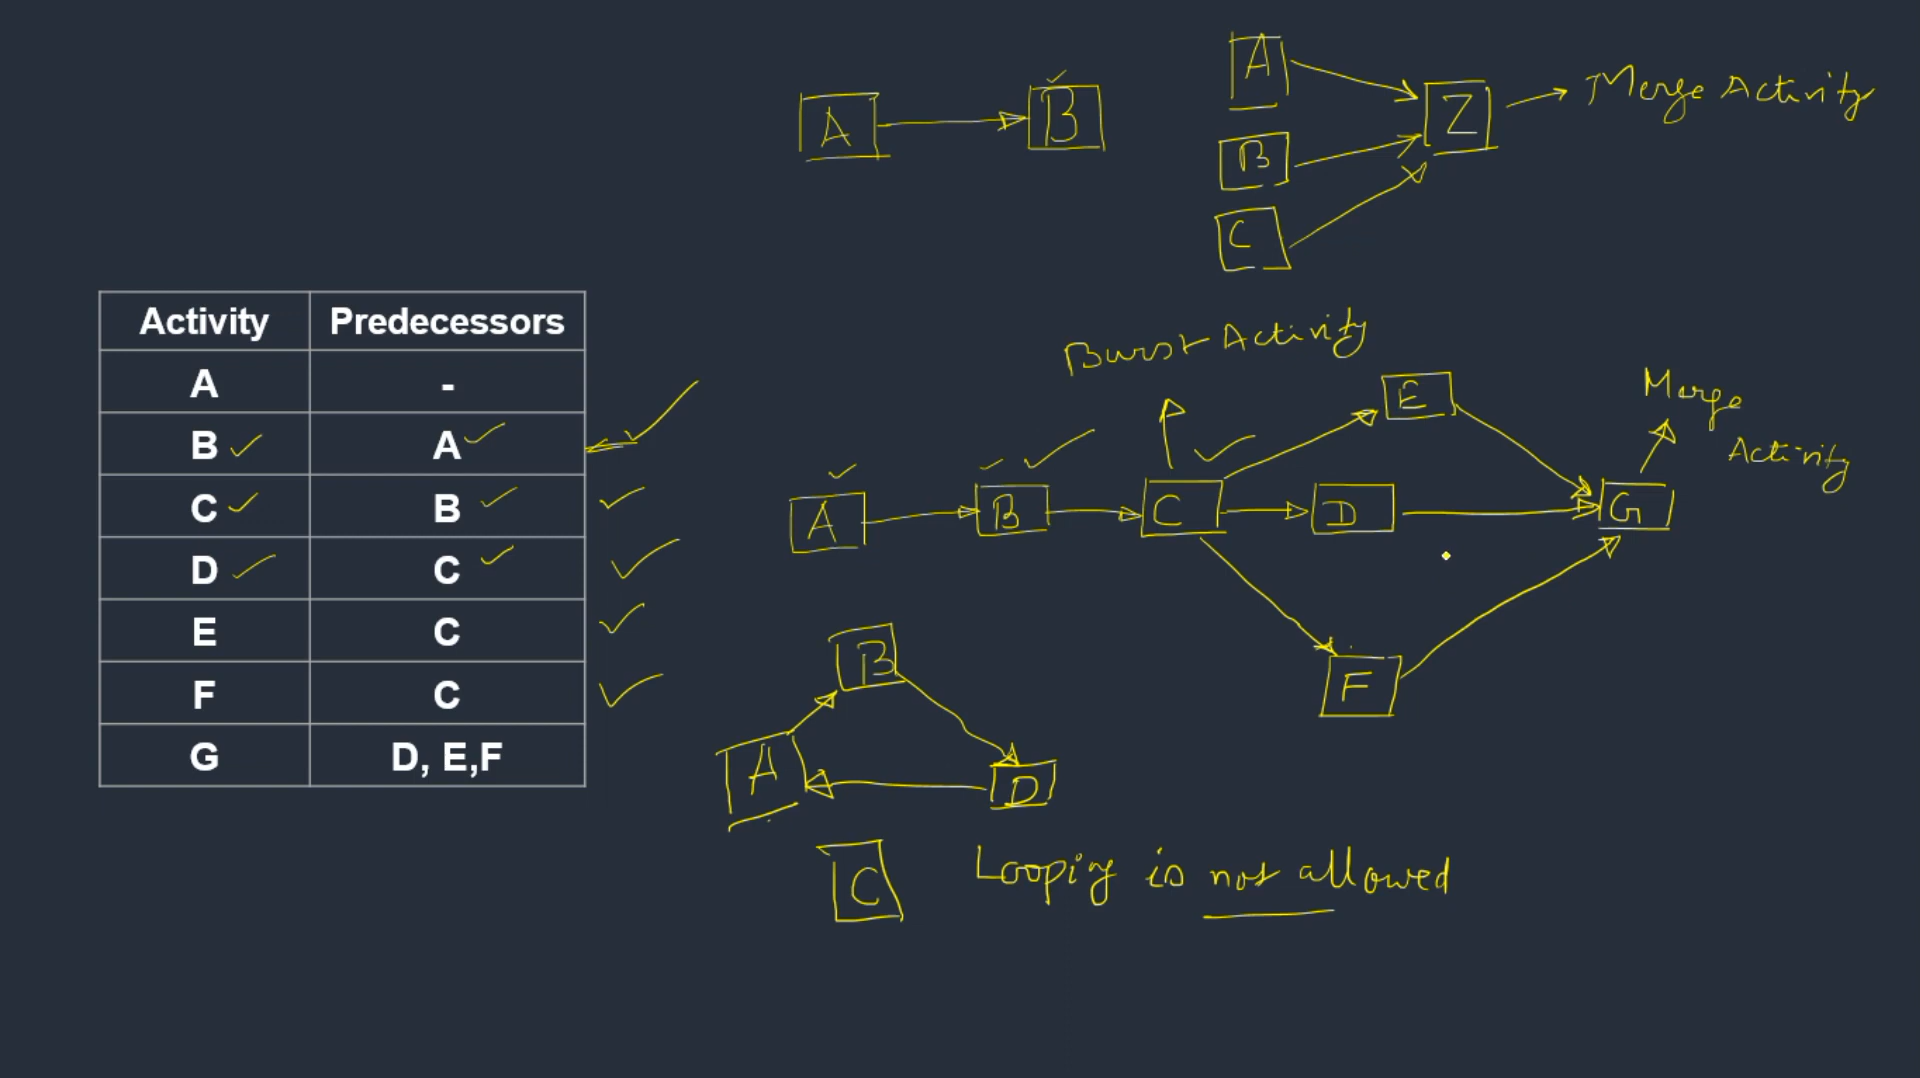 A
B
A
B
C
Z
Merge Activity
Activity Predecessors
A -
B A
C B
D C
E C
F C
G D, E,F
Burst Activity
Merge
Activity
A
B
C
E
D
F
G
B
A
D
C
Looping is not allowed